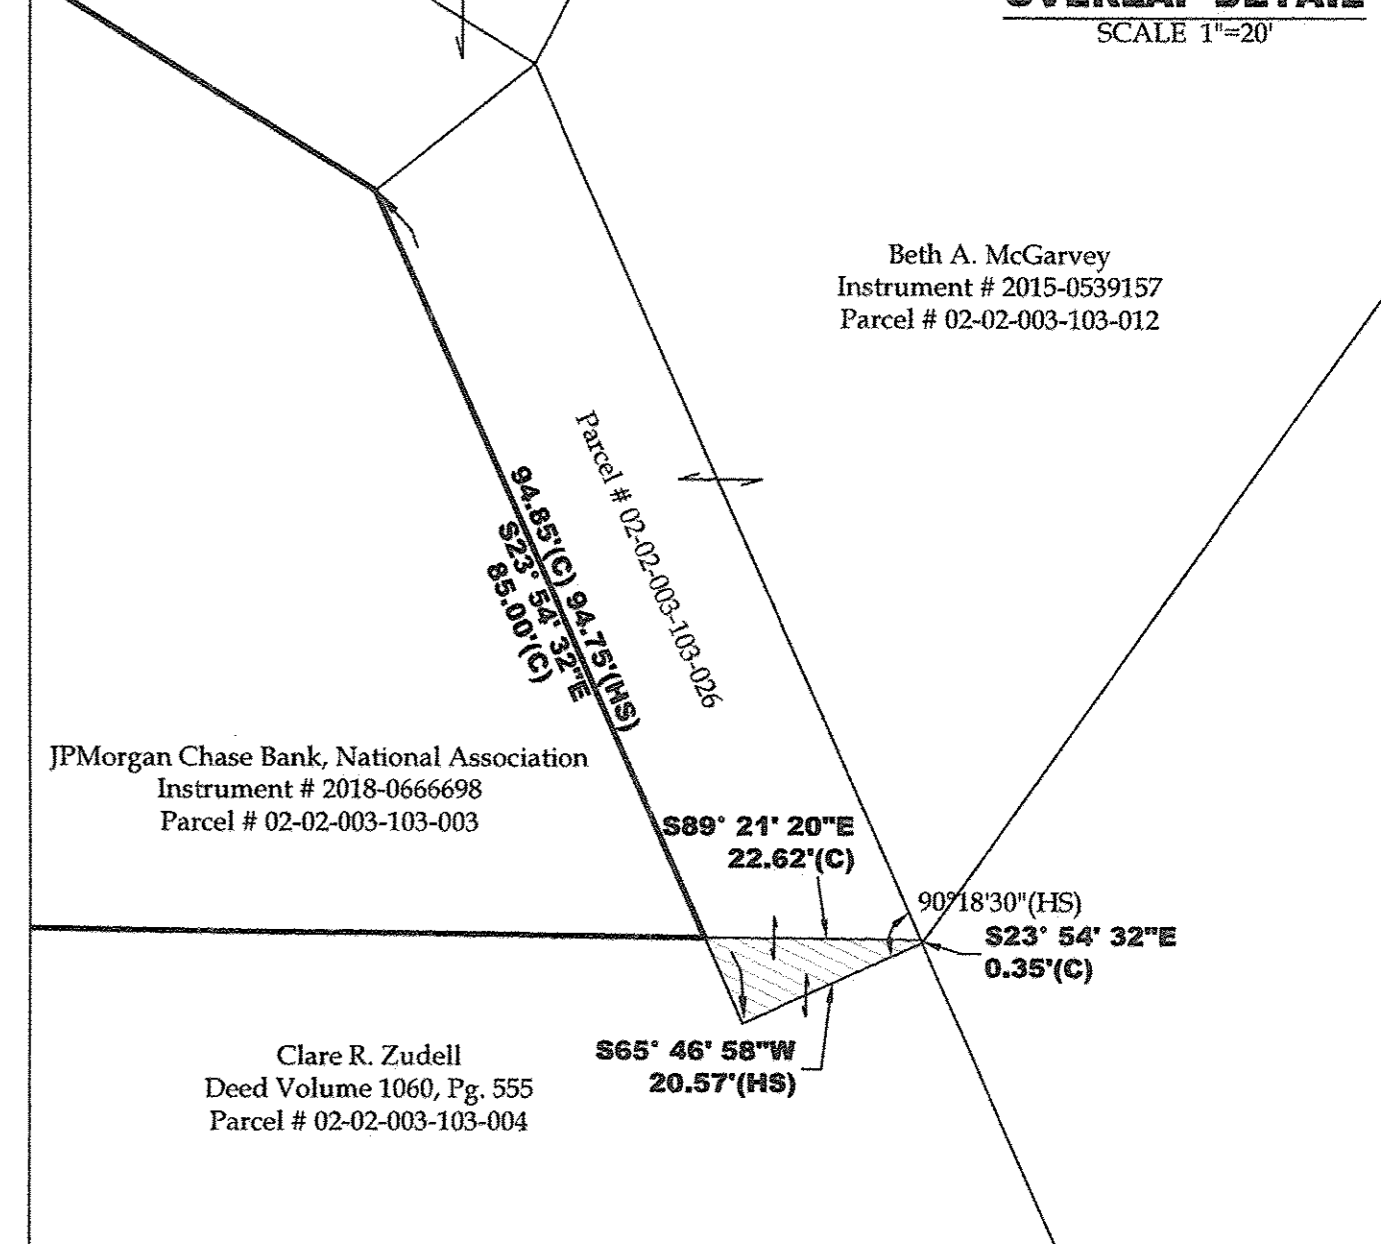 OVERLAP DETAIL
SCALE 1"=20'
Beth A. McGarvey
Instrument # 2015-0539157
Parcel # 02-02-003-103-012
Parcel # 02-02-003-103-026
94.85'(C) 94.75'(HS)
S23° 54' 32"E
85.00'(C)
JPMorgan Chase Bank, National Association
Instrument # 2018-0666698
Parcel # 02-02-003-103-003
S89° 21' 20"E
22.62'(C)
90°18'30"(HS)
S23° 54' 32"E
0.35'(C)
S65° 46' 58"W
20.57'(HS)
Clare R. Zudell
Deed Volume 1060, Pg. 555
Parcel # 02-02-003-103-004